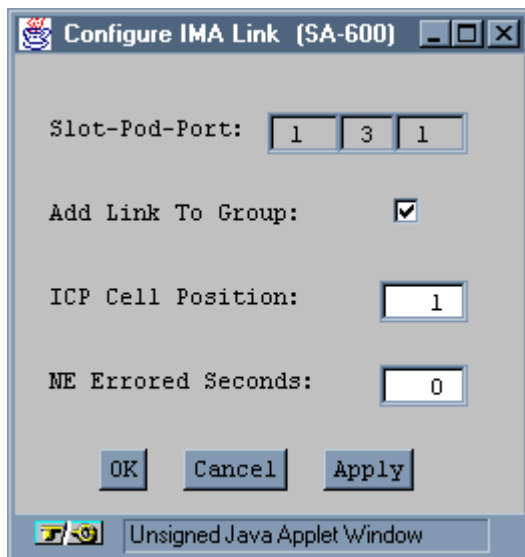 Configure IMA Link (SA-600)
Slot-Pod-Port: 1 3 1
Add Link To Group:
ICP Cell Position: 1
NE Errored Seconds: 0
OK Cancel Apply
Unsigned Java Applet Window